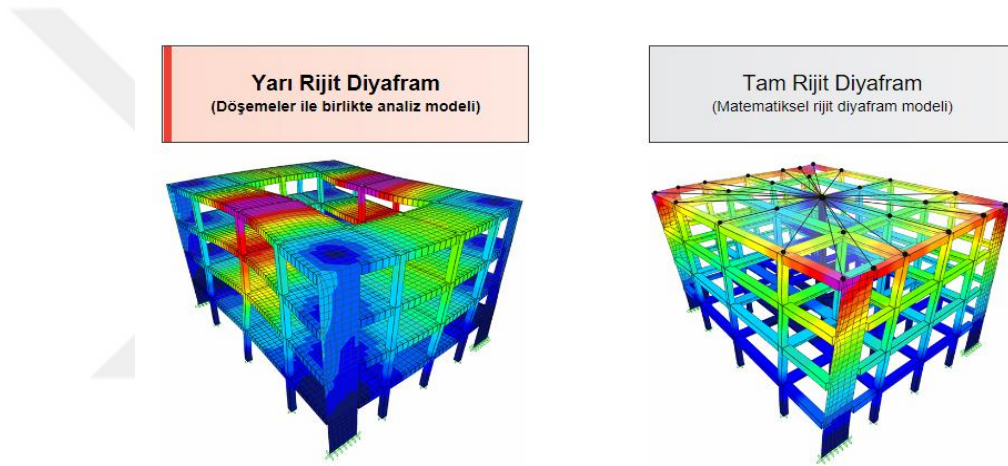 Yarı Rijit Diyafram
(Döşemeler ile birlikte analiz modeli)
Tam Rijit Diyafram
(Matematiksel rijit diyafram modeli)